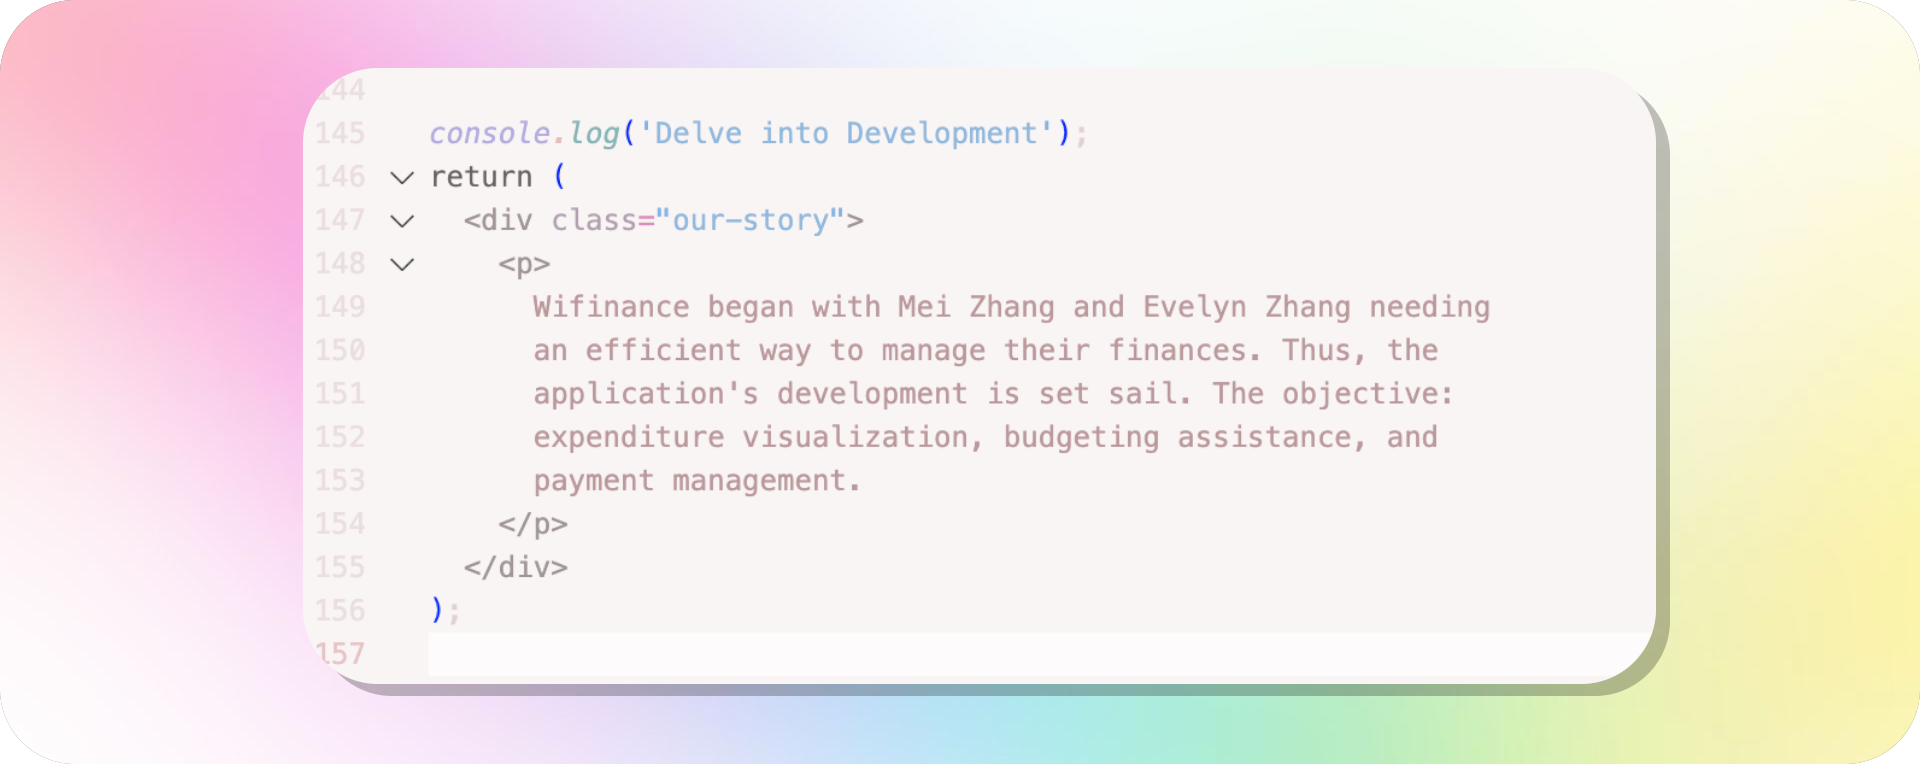 144
145 console.log('Delve into Development');
146 return (
147 <div class="our-story">
148 <p>
149 Wifinance began with Mei Zhang and Evelyn Zhang needing
150 an efficient way to manage their finances. Thus, the
151 application's development is set sail. The objective:
152 expenditure visualization, budgeting assistance, and
153 payment management.
154 </p>
155 </div>
156 );
157